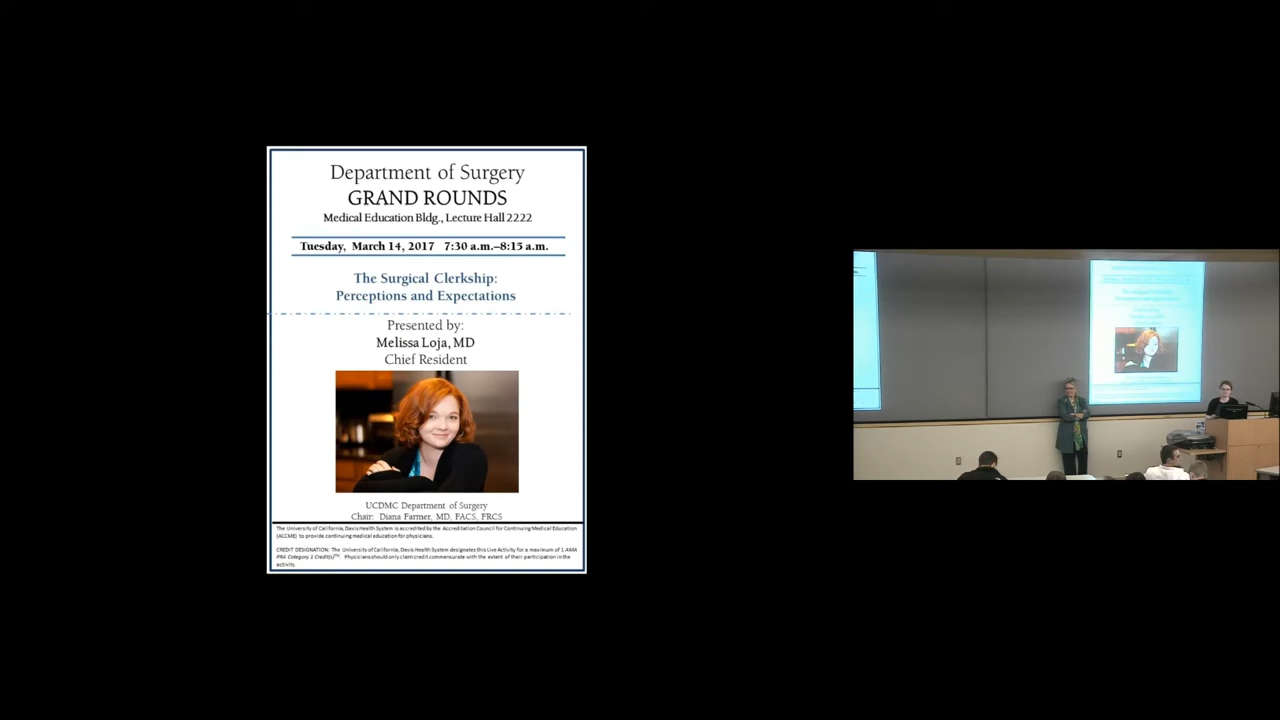 Department of Surgery
GRAND ROUNDS
Medical Education Bldg., Lecture Hall 2222
Tuesday, March 14, 2017 7:30 a.m.–8:15 a.m.
The Surgical Clerkship:
Perceptions and Expectations
Presented by:
Melissa Loja, MD
Chief Resident
UCDMC Department of Surgery
Chair: Diana Farmer, MD, FACS, FRCS
The University of California, Davis Health System is accredited by the Accreditation Council for Continuing Medical Education
(ACCME) to provide continuing medical education for physicians.
CREDIT DESIGNATION: The University of California, Davis Health System designates this Live Activity for a maximum of 1 AMA
PRA Category 1 Credit(s)™. Physicians should only claim credit commensurate with the extent of their participation in the
activity.